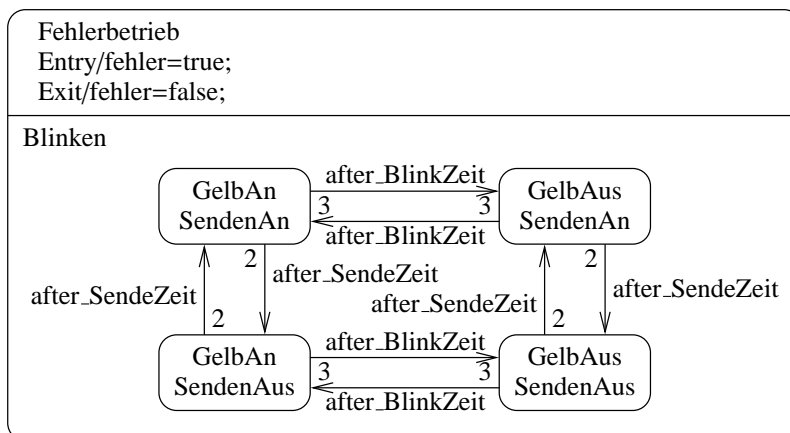 Fehlerbetrieb
Entry/fehler=true;
Exit/fehler=false;
Blinken
GelbAn
SendenAn
after_BlinkZeit
3
3
after_BlinkZeit
GelbAus
SendenAn
2
2
after_SendeZeit
after_SendeZeit
after_SendeZeit
after_SendeZeit
2
2
GelbAn
SendenAus
after_BlinkZeit
3
3
after_BlinkZeit
GelbAus
SendenAus